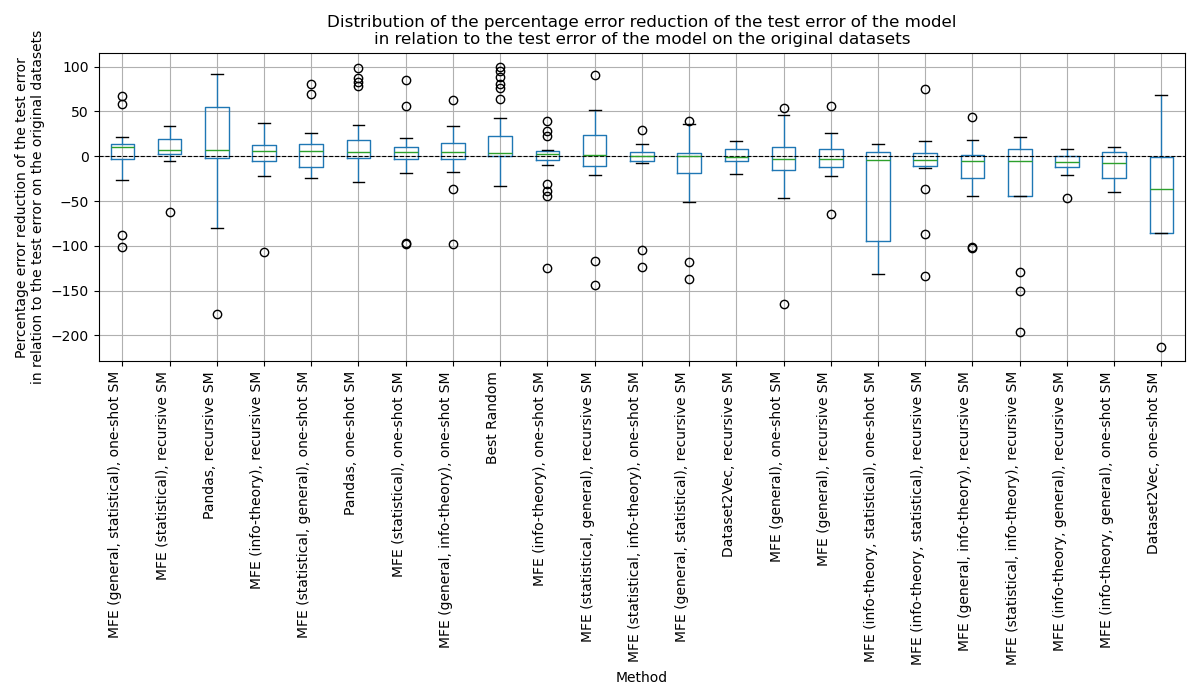 Distribution of the percentage error reduction of the test error of the model
in relation to the test error of the model on the original datasets
Percentage error reduction of the test error
in relation to the test error on the original datasets
100
50
0
−50
−100
−150
−200
MFE (general, statistical), one-shot SM
MFE (statistical), recursive SM
Pandas, recursive SM
MFE (info-theory), recursive SM
MFE (statistical, general), one-shot SM
Pandas, one-shot SM
MFE (statistical), one-shot SM
MFE (general, info-theory), one-shot SM
Best Random
MFE (info-theory), one-shot SM
MFE (statistical, general), recursive SM
MFE (statistical, info-theory), one-shot SM
MFE (general, statistical), recursive SM
Dataset2Vec, recursive SM
MFE (general), one-shot SM
MFE (general), recursive SM
MFE (info-theory, statistical), one-shot SM
MFE (info-theory, statistical), recursive SM
MFE (general, info-theory), recursive SM
MFE (statistical, info-theory), recursive SM
MFE (info-theory, general), recursive SM
MFE (info-theory, general), one-shot SM
Dataset2Vec, one-shot SM
Method